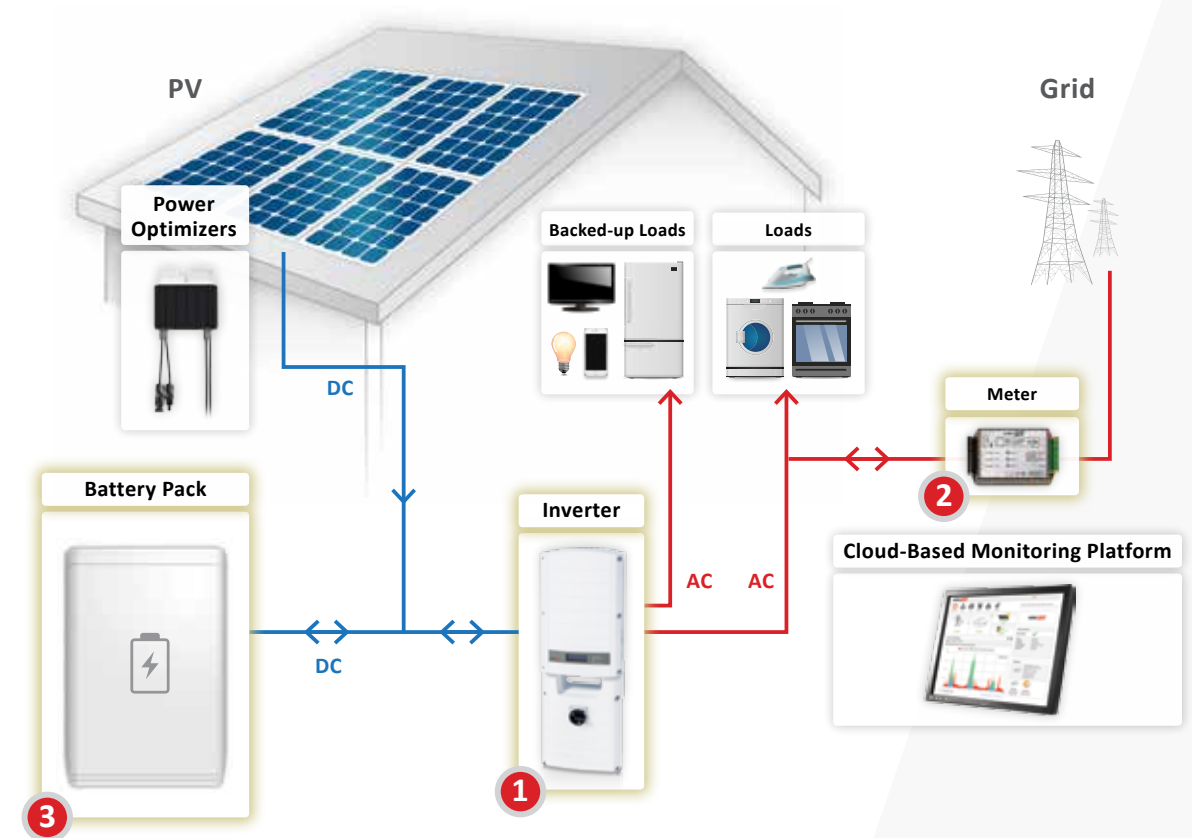 PV
Grid
Power
Optimizers
Backed-up Loads
Loads
DC
Meter
2
Battery Pack
Inverter
Cloud-Based Monitoring Platform
AC
AC
DC
1
3